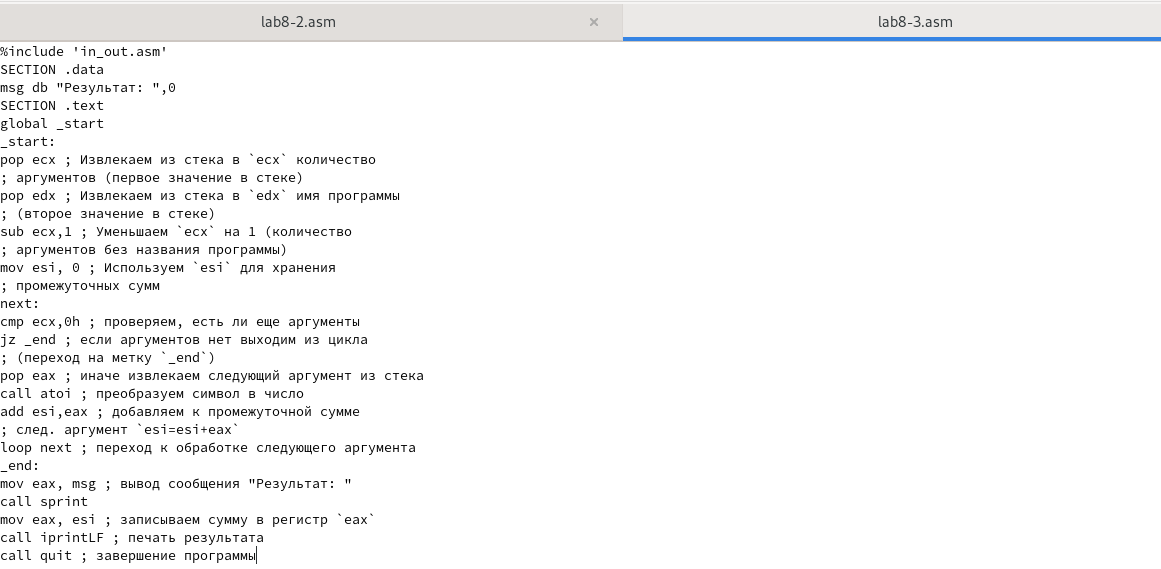 lab8-2.asm
×
lab8-3.asm
%include 'in_out.asm'
SECTION .data
msg db "Результат: ",0
SECTION .text
global _start
_start:
pop ecx ; Извлекаем из стека в `ecx` количество
; аргументов (первое значение в стеке)
pop edx ; Извлекаем из стека в `edx` имя программы
; (второе значение в стеке)
sub ecx,1 ; Уменьшаем `ecx` на 1 (количество
; аргументов без названия программы)
mov esi, 0 ; Используем `esi` для хранения
; промежуточных сумм
next:
cmp ecx,0h ; проверяем, есть ли еще аргументы
jz _end ; если аргументов нет выходим из цикла
; (переход на метку `_end`)
pop eax ; иначе извлекаем следующий аргумент из стека
call atoi ; преобразуем символ в число
add esi,eax ; добавляем к промежуточной сумме
; след. аргумент `esi=esi+eax`
loop next ; переход к обработке следующего аргумента
_end:
mov eax, msg ; вывод сообщения "Результат: "
call sprint
mov eax, esi ; записываем сумму в регистр `eax`
call iprintLF ; печать результата
call quit ; завершение программы